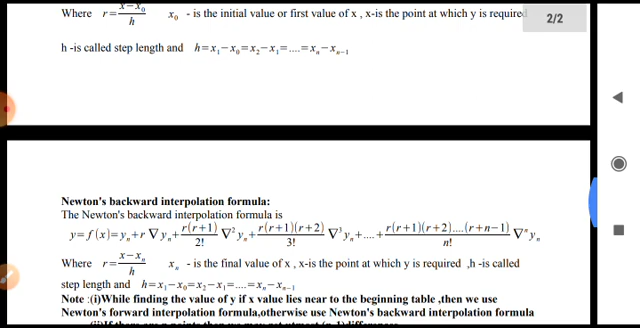 Where r=(x−x₀)/h x₀ - is the initial value or first value of x , x-is the point at which y is required
2/2
h -is called step length and h=x₁−x₀=x₂−x₁=....=xₙ−xₙ₋₁
Newton's backward interpolation formula:
The Newton's backward interpolation formula is
y=f(x)=yₙ+r∇yₙ+r(r+1)/2! ∇²yₙ+r(r+1)(r+2)/3! ∇³yₙ+....+r(r+1)(r+2)....(r+n−1)/n! ∇ⁿyₙ
Where r=(x−xₙ)/h xₙ - is the final value of x , x-is the point at which y is required ,h -is called
step length and h=x₁−x₀=x₂−x₁=....=xₙ−xₙ₋₁
Note :(i)While finding the value of y if x value lies near to the beginning table ,then we use
Newton's forward interpolation formula,otherwise use Newton's backward interpolation formula